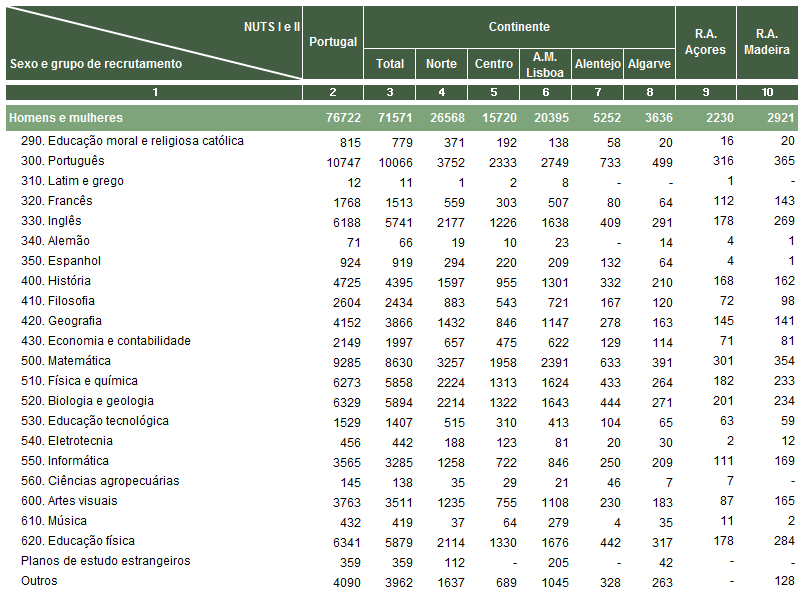 NUTS I e II
Sexo e grupo de recrutamento
Portugal
Continente
R.A. Açores
R.A. Madeira
Total Norte Centro A.M. Lisboa Alentejo Algarve
1 2 3 4 5 6 7 8 9 10
Homens e mulheres 76722 71571 26568 15720 20395 5252 3636 2230 2921
290. Educação moral e religiosa católica 815 779 371 192 138 58 20 16 20
300. Português 10747 10066 3752 2333 2749 733 499 316 365
310. Latim e grego 12 11 1 2 8 - - 1 -
320. Francês 1768 1513 559 303 507 80 64 112 143
330. Inglês 6188 5741 2177 1226 1638 409 291 178 269
340. Alemão 71 66 19 10 23 - 14 4 1
350. Espanhol 924 919 294 220 209 132 64 4 1
400. História 4725 4395 1597 955 1301 332 210 168 162
410. Filosofia 2604 2434 883 543 721 167 120 72 98
420. Geografia 4152 3866 1432 846 1147 278 163 145 141
430. Economia e contabilidade 2149 1997 657 475 622 129 114 71 81
500. Matemática 9285 8630 3257 1958 2391 633 391 301 354
510. Física e química 6273 5858 2224 1313 1624 433 264 182 233
520. Biologia e geologia 6329 5894 2214 1322 1643 444 271 201 234
530. Educação tecnológica 1529 1407 515 310 413 104 65 63 59
540. Eletrotecnia 456 442 188 123 81 20 30 2 12
550. Informática 3565 3285 1258 722 846 250 209 111 169
560. Ciências agropecuárias 145 138 35 29 21 46 7 7 -
600. Artes visuais 3763 3511 1235 755 1108 230 183 87 165
610. Música 432 419 37 64 279 4 35 11 2
620. Educação física 6341 5879 2114 1330 1676 442 317 178 284
Planos de estudo estrangeiros 359 359 112 - 205 - 42 - -
Outros 4090 3962 1637 689 1045 328 263 - 128